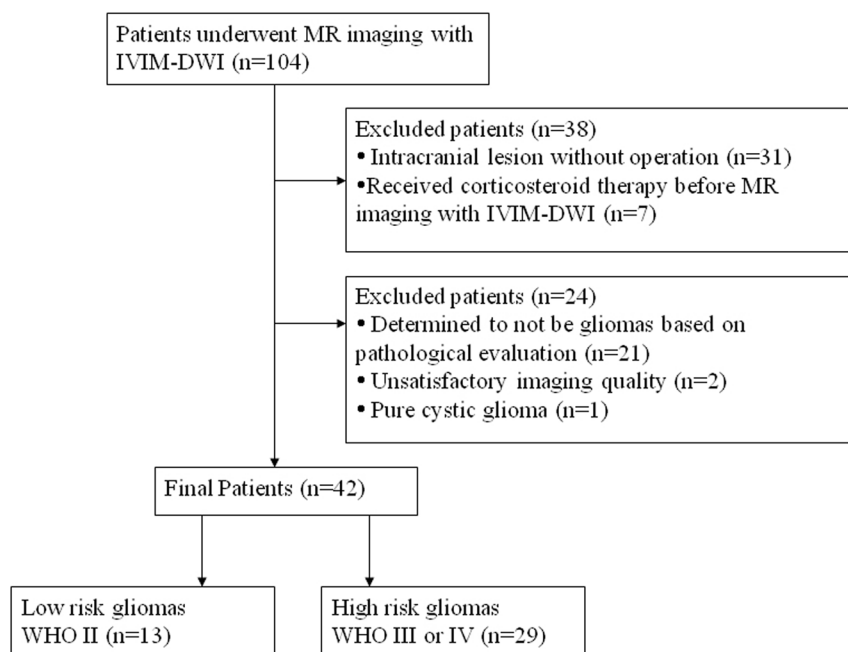 Patients underwent MR imaging with
IVIM-DWI (n=104)
Excluded patients (n=38)
• Intracranial lesion without operation (n=31)
•Received corticosteroid therapy before MR
imaging with IVIM-DWI (n=7)
Excluded patients (n=24)
• Determined to not be gliomas based on
pathological evaluation (n=21)
• Unsatisfactory imaging quality (n=2)
• Pure cystic glioma (n=1)
Final Patients (n=42)
Low risk gliomas
WHO II (n=13)
High risk gliomas
WHO III or IV (n=29)